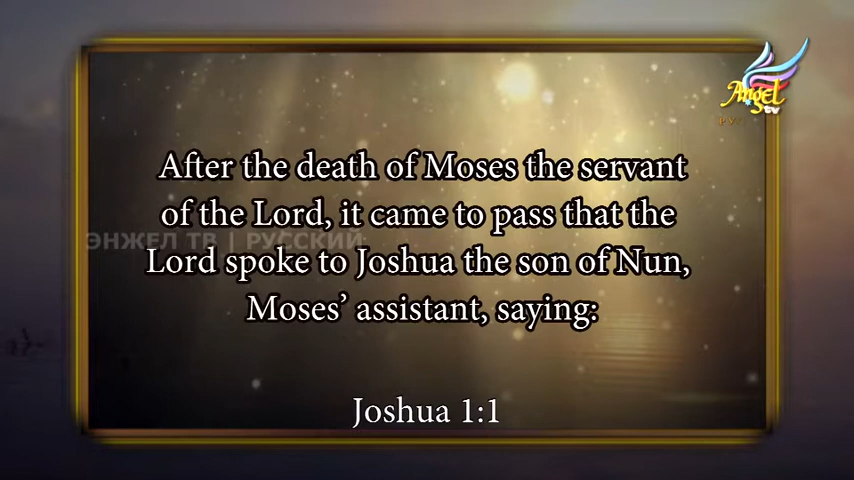 Angel
tv
After the death of Moses the servant
of the Lord, it came to pass that the
ЭНЖЕЛ ТВ | РУССКИЙ
Lord spoke to Joshua the son of Nun,
Moses’ assistant, saying:
Joshua 1:1